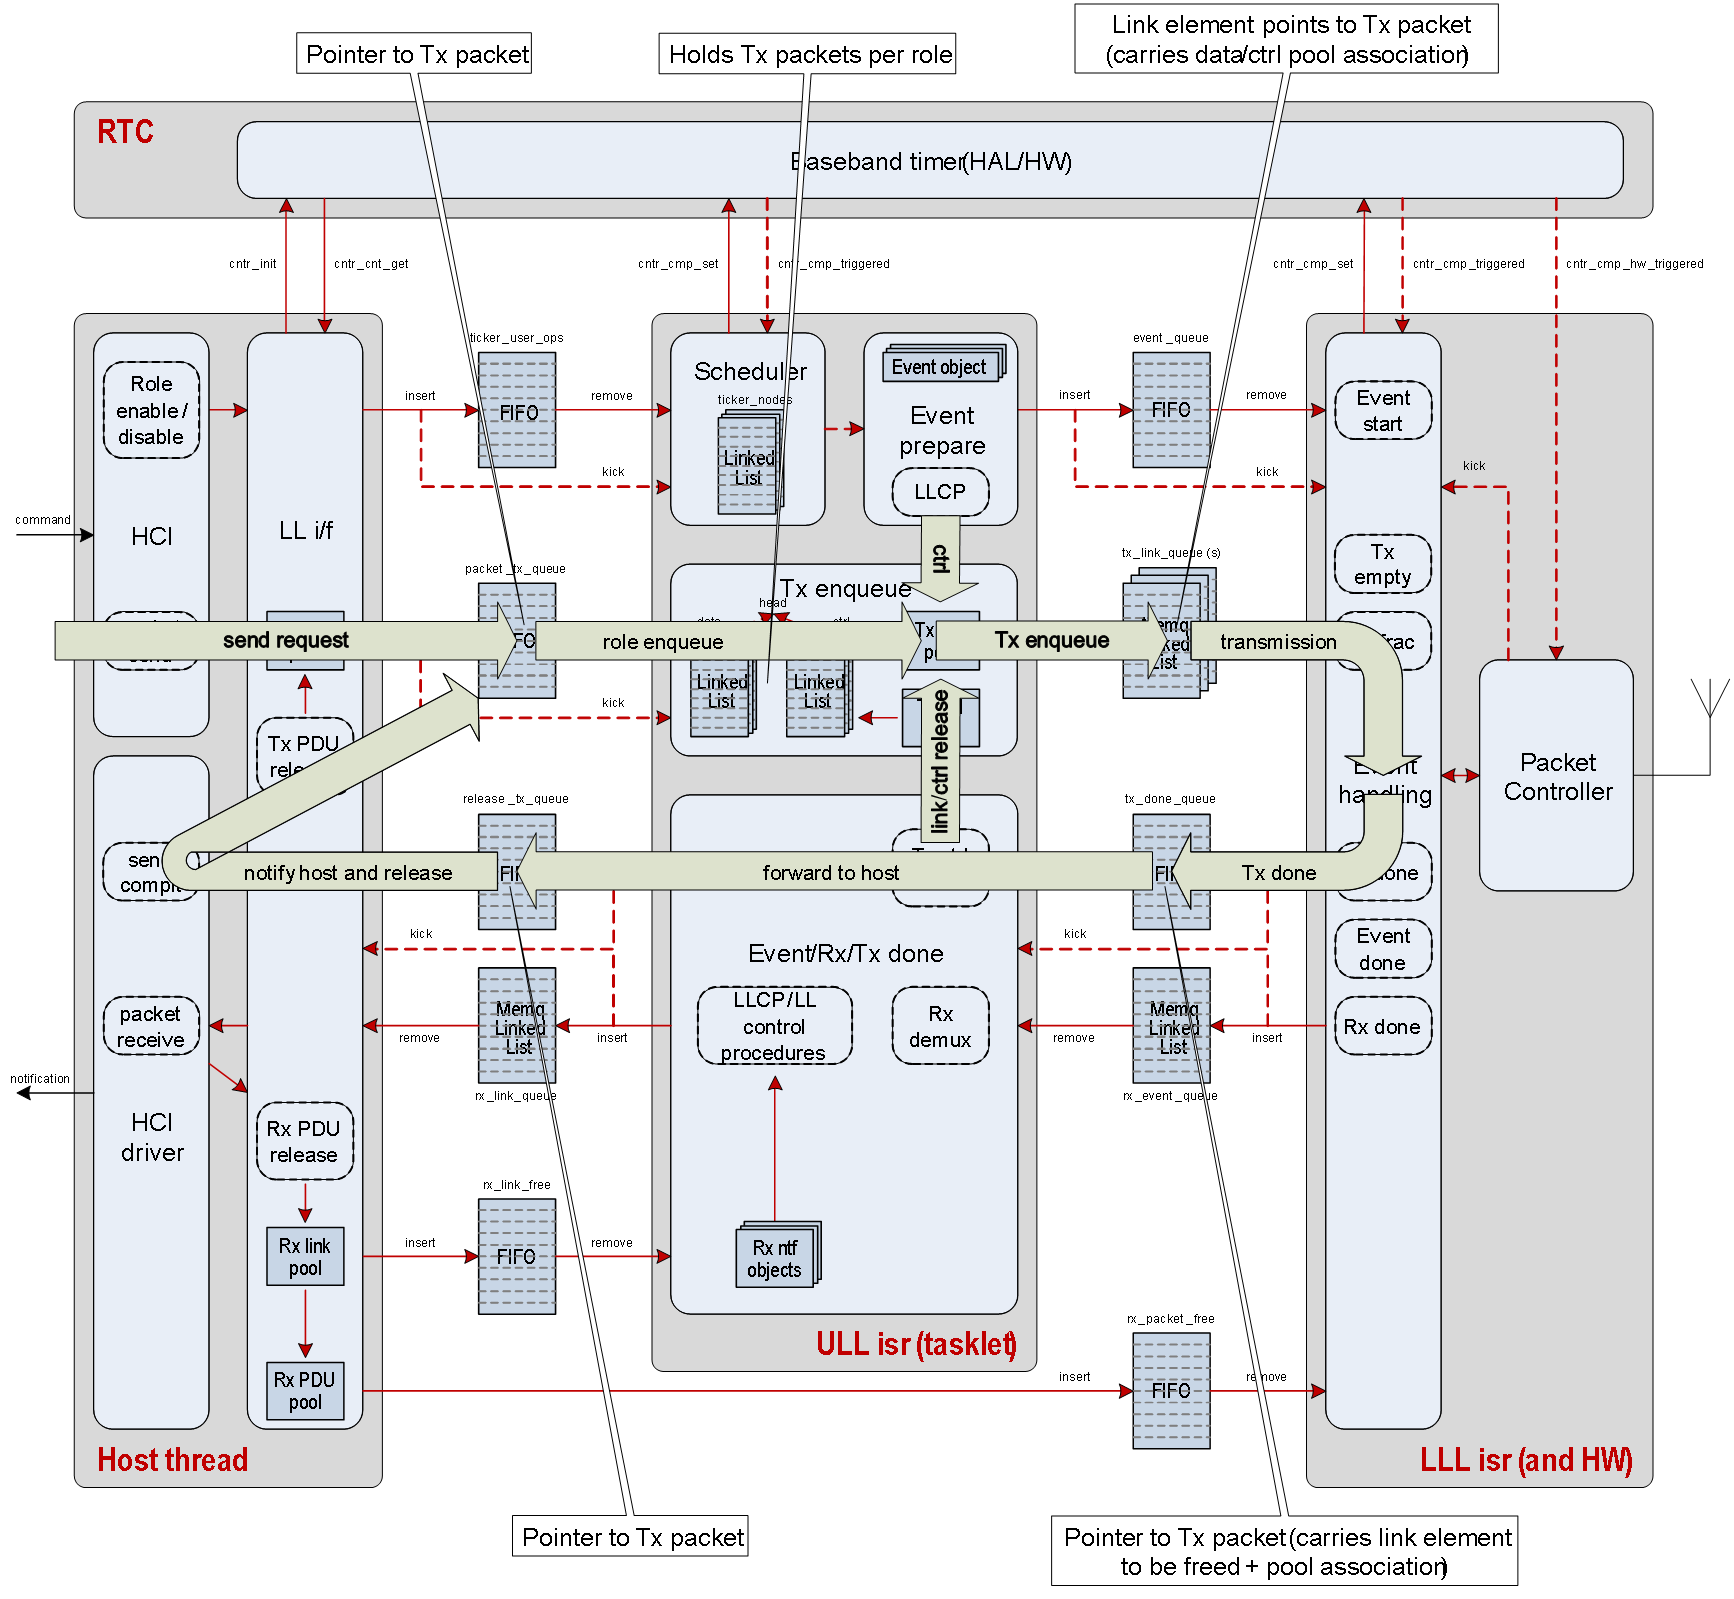 Pointer to Tx packet
Holds Tx packets per role
Link element points to Tx packet
(carries data/ctrl pool association)
RTC
Baseband timer(HAL/HW)
cntr_init
cntr_cnt_get
cntr_cmp_set
cntr_cmp_triggered
cntr_cmp_set
cntr_cmp_triggered
cntr_cmp_hw_triggered
ticker_user_ops
event_queue
Role
enable/
disable
insert
FIFO
remove
Scheduler
ticker_nodes
Linked
List
Event object
Event
prepare
LLCP
insert
FIFO
remove
Event
start
kick
kick
kick
command
HCI
LL i/f
packet_tx_queue
ctrl
tx_link_queue (s)
Tx
empty
Tx enqueue
head
send request
role enqueue
Tx enqueue
transmission
Linked
List
Linked
List
List
kick
Tx PDU
link/ctrl release
Packet
Controller
Event
handling
release_tx_queue
tx_done_queue
notify host and release
forward to host
Tx done
kick
kick
Event/Rx/Tx done
Event
done
packet
receive
remove
Memq
Linked
List
insert
LLCP/LL
control
procedures
Rx
demux
remove
Memq
Linked
List
insert
Rx done
notification
rx_link_queue
rx_event_queue
HCI
driver
Rx PDU
release
rx_link_free
Rx link
pool
insert
FIFO
remove
Rx ntf
objects
rx_packet_free
ULL isr (tasklet)
Rx PDU
pool
insert
FIFO
remove
Host thread
LLL isr (and HW)
Pointer to Tx packet
Pointer to Tx packet(carries link element
to be freed + pool association)